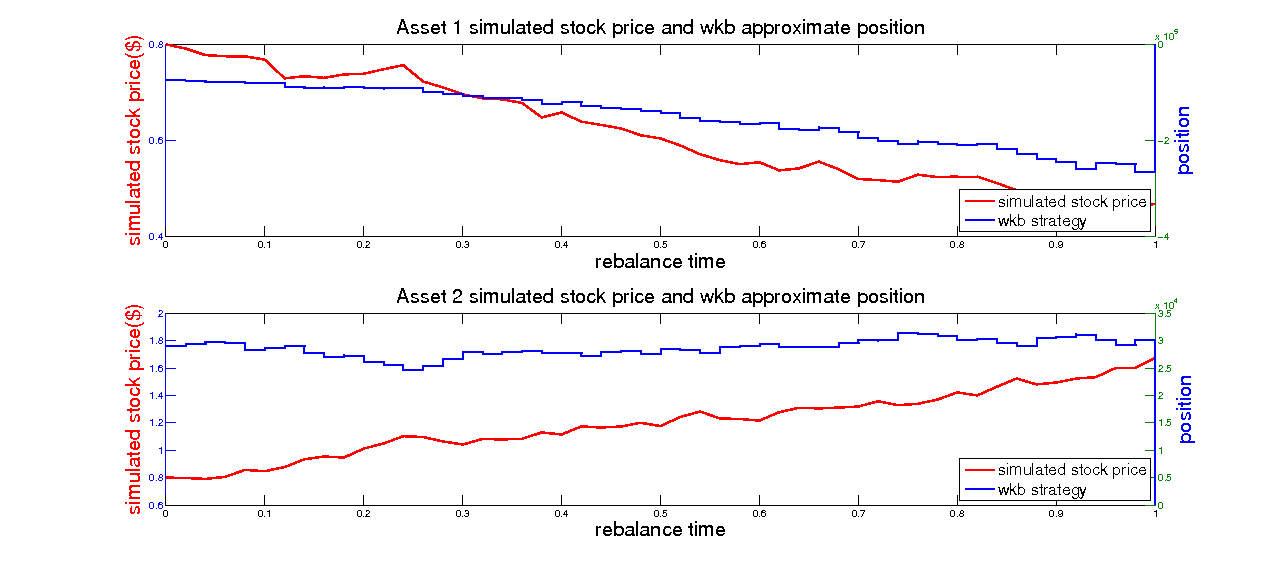 Asset 1 simulated stock price and wkb approximate position
simulated stock price($)
0.8
0.6
0.4
x 10
0
−2
−4
position
simulated stock price
wkb strategy
0 0.1 0.2 0.3 0.4 0.5 0.6 0.7 0.8 0.9 1
rebalance time
Asset 2 simulated stock price and wkb approximate position
simulated stock price($)
2
1.8
1.6
1.4
1.2
1
0.8
0.6
x 10^4
3.5
3
2.5
2
1.5
1
0.5
0
position
simulated stock price
wkb strategy
0 0.1 0.2 0.3 0.4 0.5 0.6 0.7 0.8 0.9 1
rebalance time